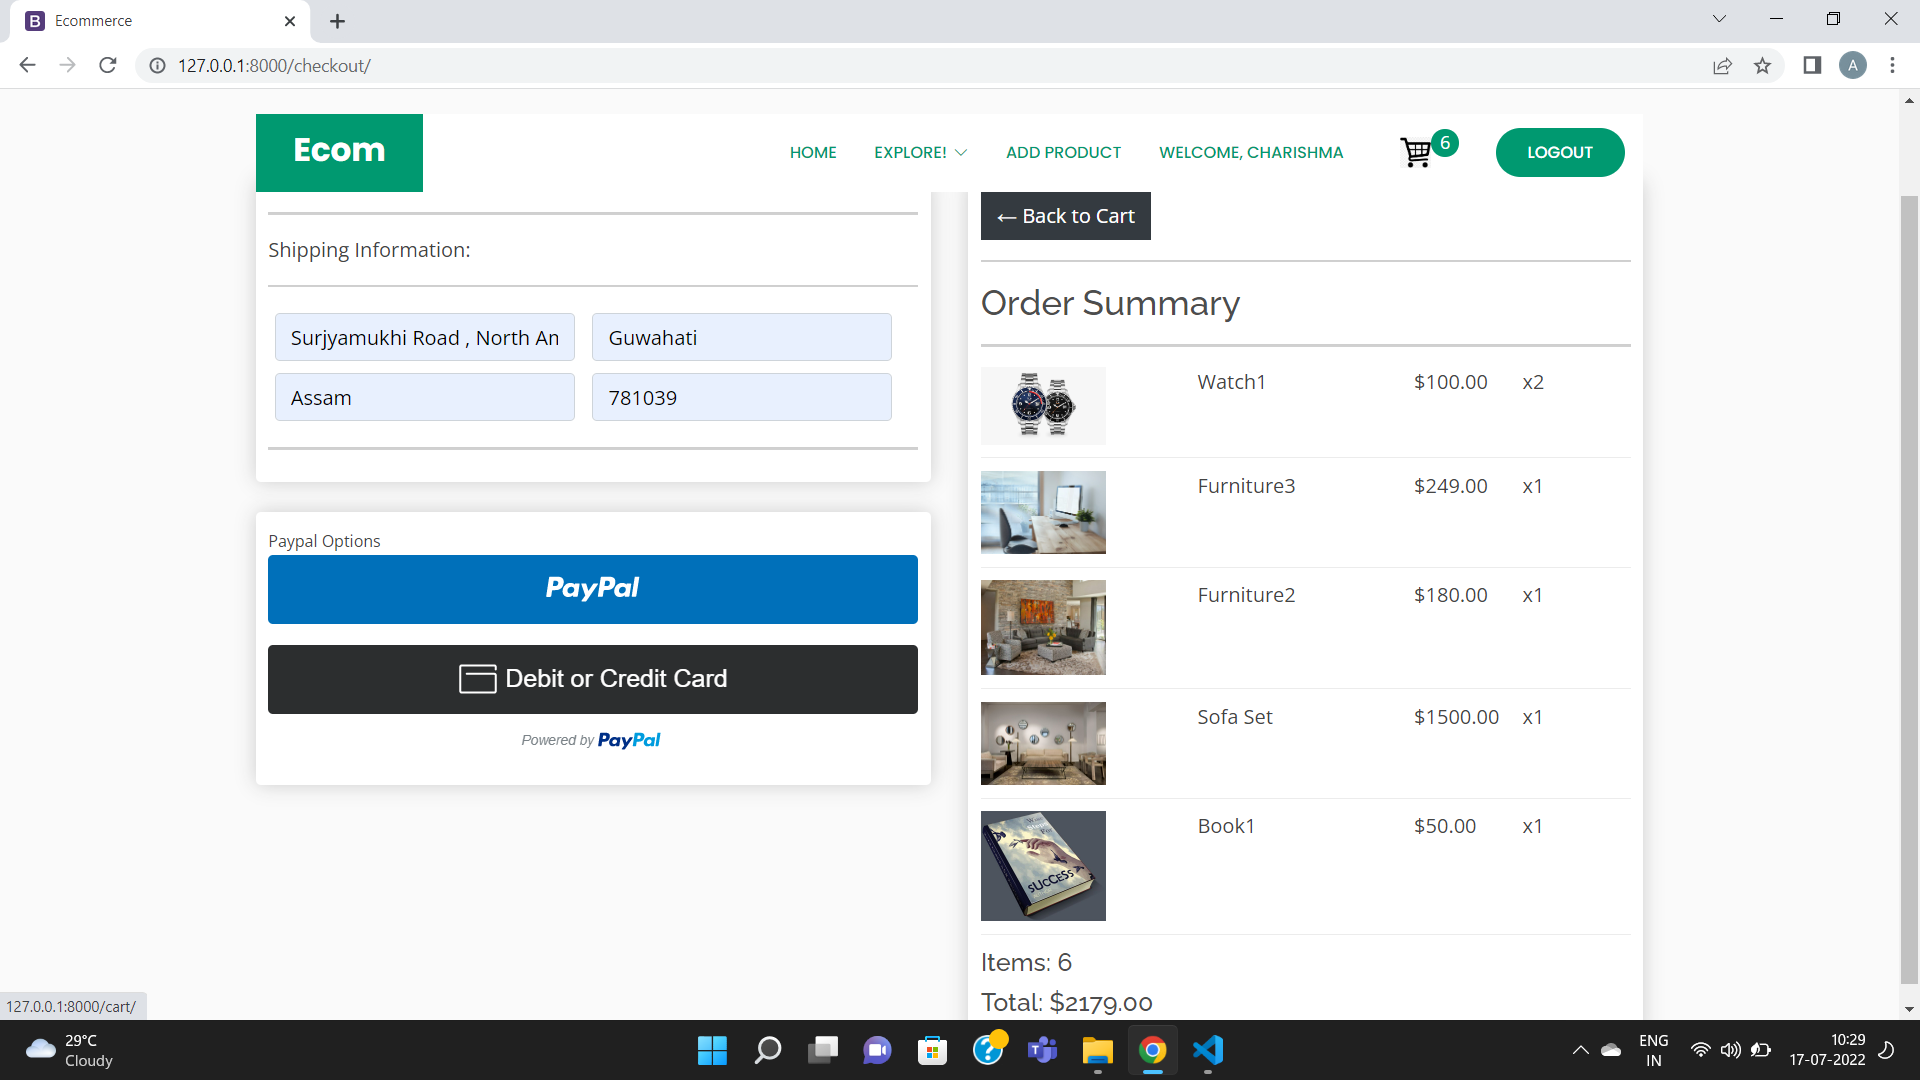 Ecommerce
127.0.0.1:8000/checkout/
A
Ecom
HOME
EXPLORE!
ADD PRODUCT
WELCOME, CHARISHMA
6
LOGOUT
← Back to Cart
Shipping Information:
Surjyamukhi Road , North An
Guwahati
Assam
781039
Paypal Options
PayPal
Debit or Credit Card
Powered by PayPal
Order Summary
Watch1 $100.00 x2
Furniture3 $249.00 x1
Furniture2 $180.00 x1
Sofa Set $1500.00 x1
Book1 $50.00 x1
SUCCESS
Items: 6
Total: $2179.00
127.0.0.1:8000/cart/
29°C
Cloudy
ENG
IN
10:29
17-07-2022